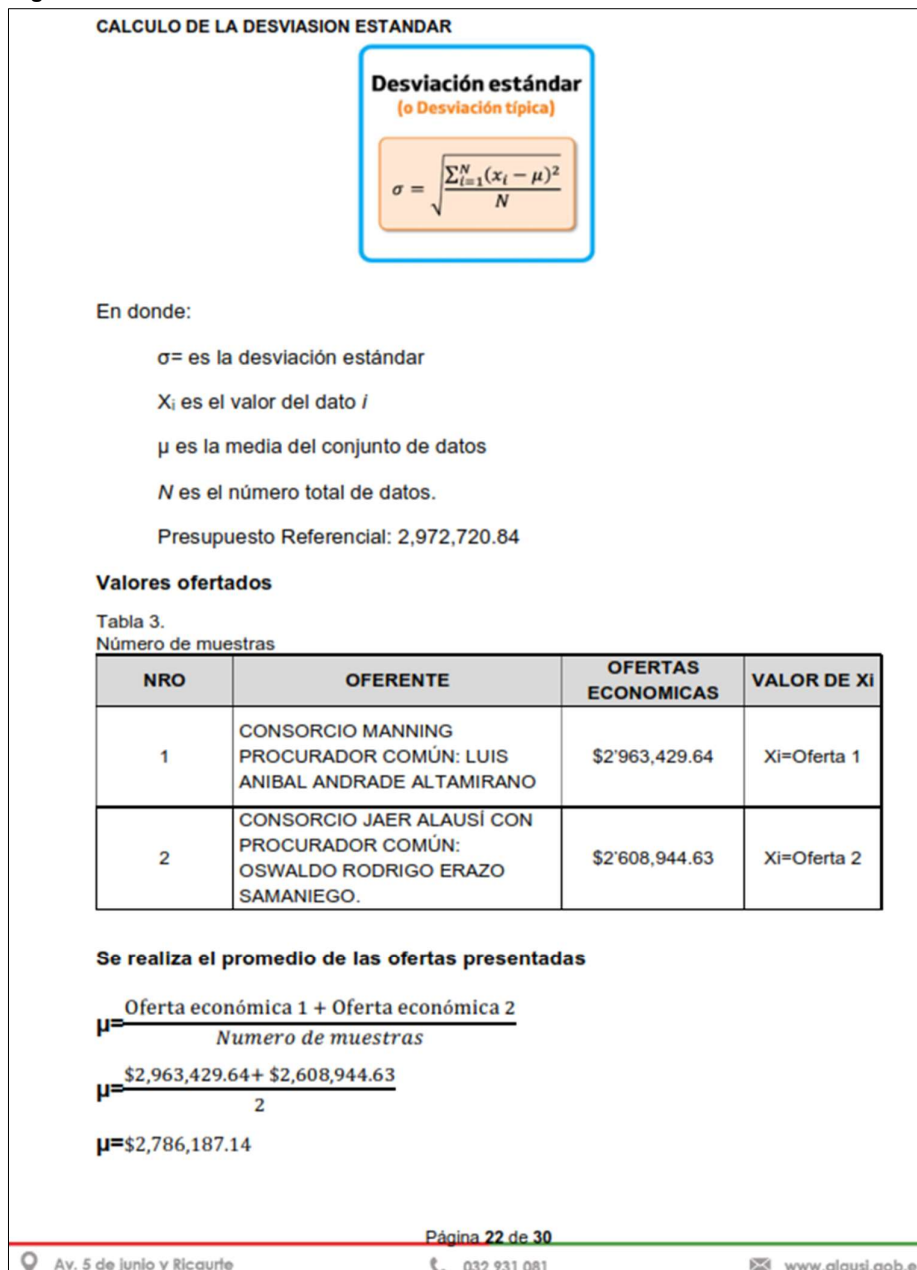 CALCULO DE LA DESVIASION ESTANDAR
Desviación estándar
(o Desviación típica)
σ = √(∑ᴺᵢ₌₁(xᵢ − μ)² / N)
En donde:
σ= es la desviación estándar
Xᵢ es el valor del dato i
μ es la media del conjunto de datos
N es el número total de datos.
Presupuesto Referencial: 2,972,720.84
Valores ofertados
Tabla 3.
Número de muestras
NRO OFERENTE OFERTAS ECONOMICAS VALOR DE Xi
1 CONSORCIO MANNING PROCURADOR COMÚN: LUIS ANIBAL ANDRADE ALTAMIRANO $2'963,429.64 Xi=Oferta 1
2 CONSORCIO JAER ALAUSÍ CON PROCURADOR COMÚN: OSWALDO RODRIGO ERAZO SAMANIEGO. $2'608,944.63 Xi=Oferta 2
Se realiza el promedio de las ofertas presentadas
μ= Oferta económica 1 + Oferta económica 2
Numero de muestras
μ= $2,963,429.64+ $2,608,944.63
2
μ=$2,786,187.14
Página 22 de 30
Av. 5 de junio y Ricaurte 032 931 081 www.alausi.gob.e